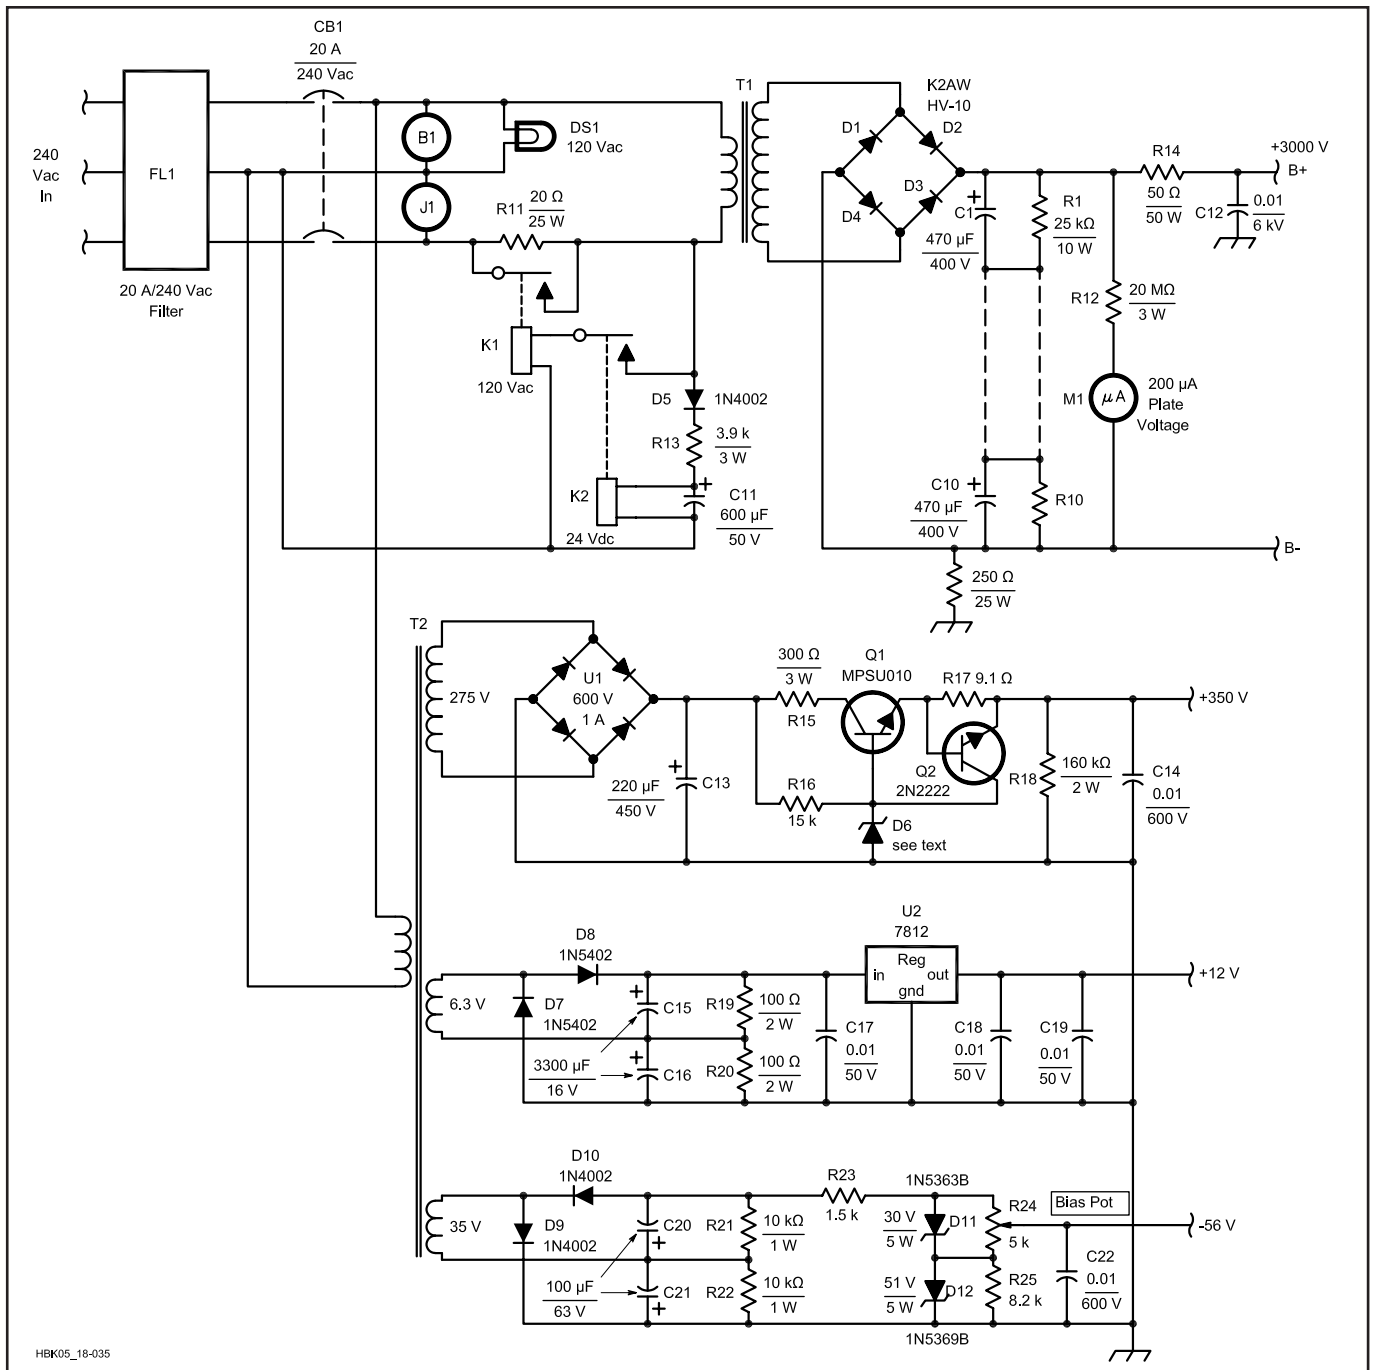 CB1
20 A
240 Vac
240
Vac
In
FL1
20 A/240 Vac
Filter
B1
J1
DS1
120 Vac
R11
20 Ω
25 W
K1
120 Vac
K2
24 Vdc
D5
1N4002
R13
3.9 k
3 W
+
C11
600 µF
50 V
T1
K2AW
HV-10
D1
D2
D3
D4
+
C1
470 µF
400 V
R1
25 kΩ
10 W
R14
50 Ω
50 W
+3000 V
B+
C12
0.01
6 kV
R12
20 MΩ
3 W
M1
µA
200 µA
Plate
Voltage
+
C10
470 µF
400 V
R10
B-
250 Ω
25 W
T2
275 V
U1
600 V
1 A
+
C13
220 µF
450 V
300 Ω
3 W
R15
Q1
MPSU010
R17 9.1 Ω
Q2
2N2222
R16
15 k
D6
see text
R18
160 kΩ
2 W
C14
0.01
600 V
+350 V
6.3 V
D8
1N5402
D7
1N5402
+
C15
+
C16
3300 µF
16 V
R19
100 Ω
2 W
R20
100 Ω
2 W
C17
0.01
50 V
U2
7812
Reg
in
out
gnd
C18
0.01
50 V
C19
0.01
50 V
+12 V
35 V
D10
1N4002
D9
1N4002
C20
+
C21
+
100 µF
63 V
R21
10 kΩ
1 W
R22
10 kΩ
1 W
R23
1.5 k
1N5363B
30 V
5 W
D11
51 V
5 W
D12
1N5369B
R24
5 k
R25
8.2 k
Bias Pot
C22
0.01
600 V
-56 V
HBK05_18-035